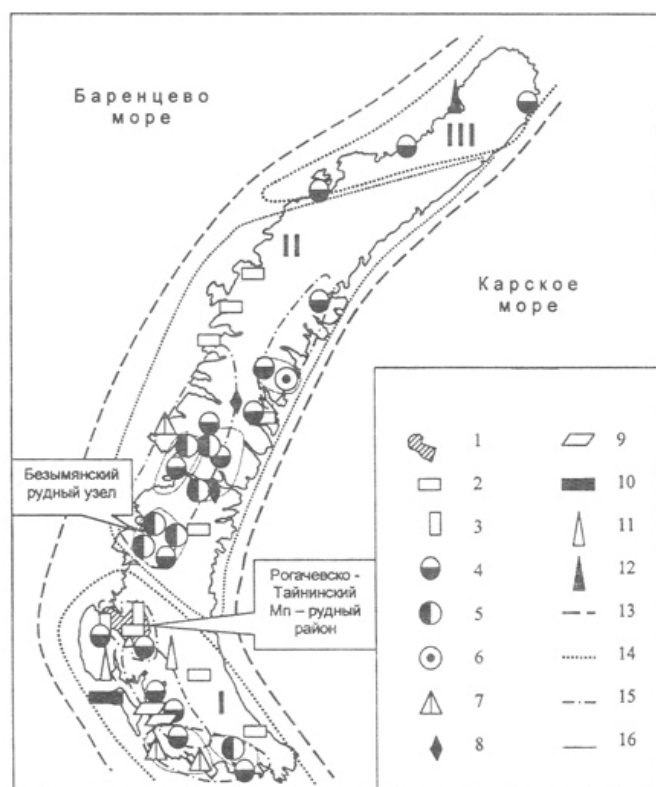 Баренцево
море
III
II
Карское
море
Безымянский
рудный узел
Рогачевско -
Тайнинский
Mn – рудный
район
I
1
2
3
4
5
6
7
8
9
10
11
12
13
14
15
16